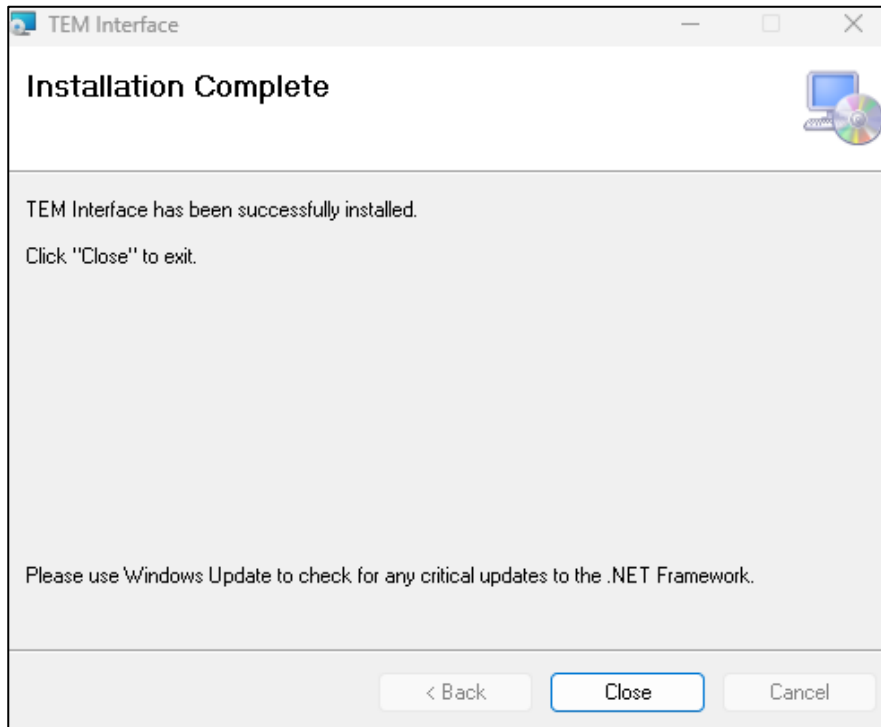 TEM Interface
Installation Complete
TEM Interface has been successfully installed.
Click "Close" to exit.
Please use Windows Update to check for any critical updates to the .NET Framework.
< Back
Close
Cancel